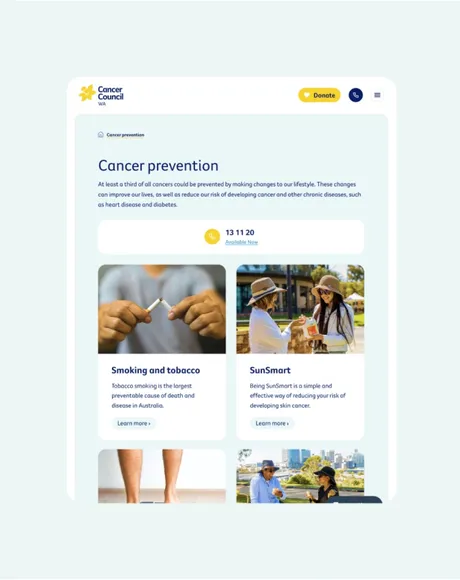 Cancer
Council
WA
Donate
Cancer prevention
Cancer prevention
At least a third of all cancers could be prevented by making changes to our lifestyle. These changes
can improve our lives, as well as reduce our risk of developing cancer and other chronic diseases, such
as heart disease and diabetes.
13 11 20
Available Now
Smoking and tobacco
Tobacco smoking is the largest
preventable cause of death and
disease in Australia.
Learn more ›
SunSmart
Being SunSmart is a simple and
effective way of reducing your risk of
developing skin cancer.
Learn more ›